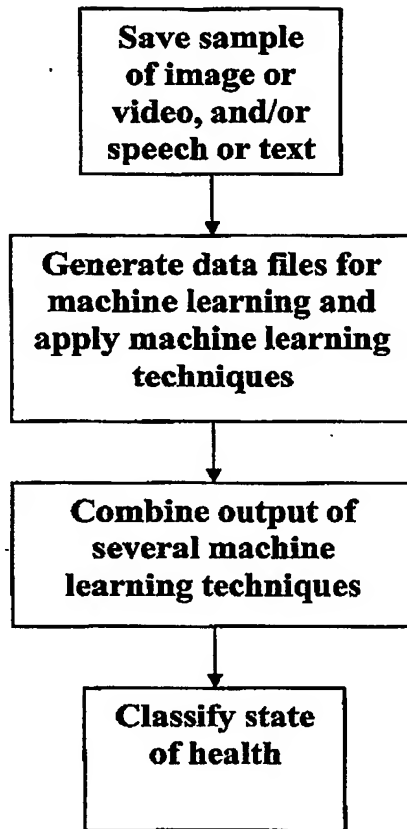 Save sample
of image or
video, and/or
speech or text
Generate data files for
machine learning and
apply machine learning
techniques
Combine output of
several machine
learning techniques
Classify state
of health